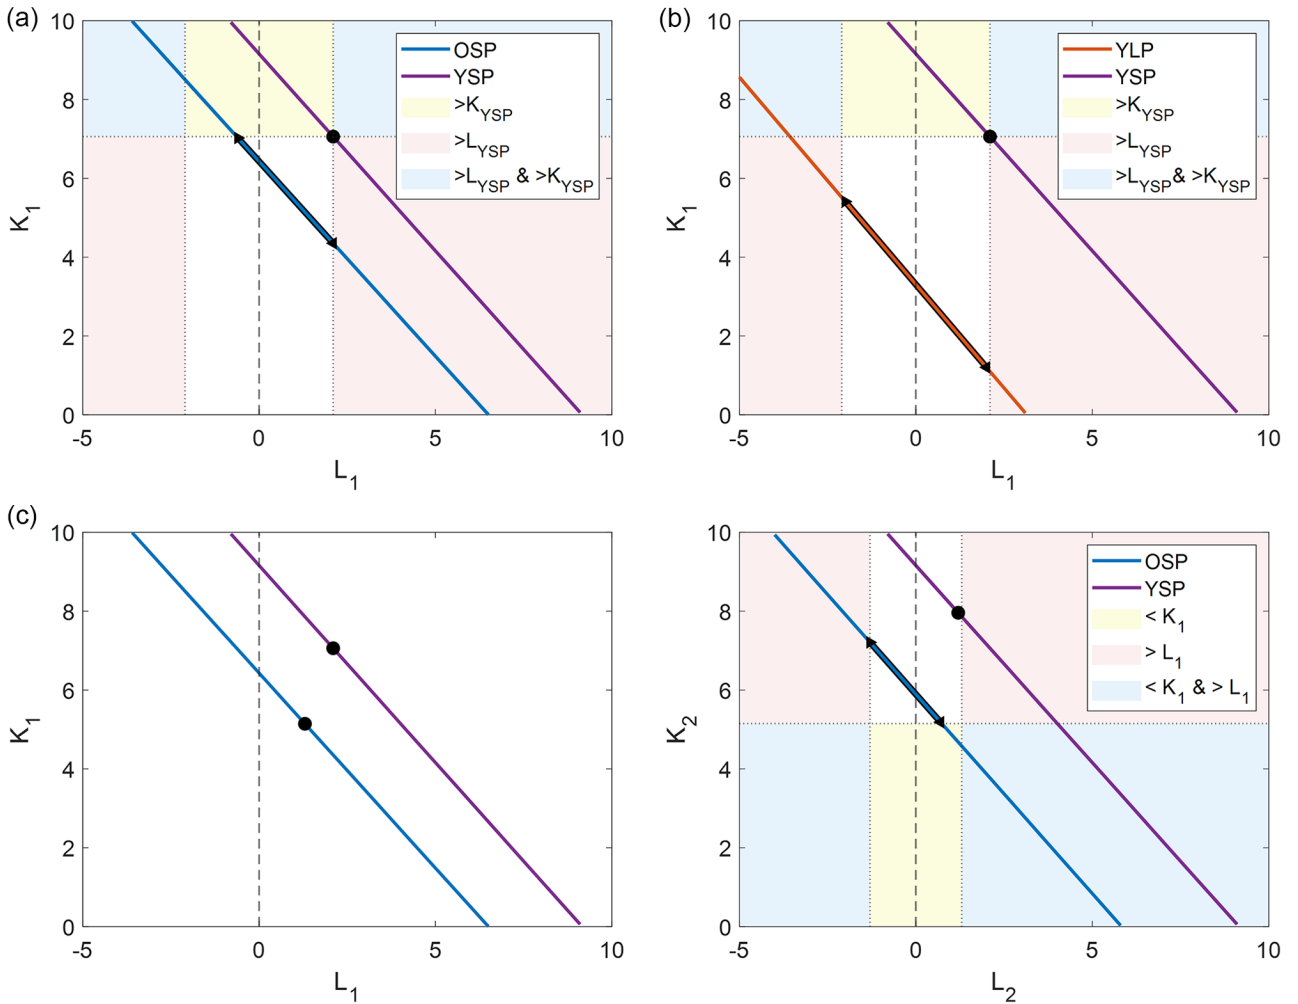 (a)
10
8
6
4
2
0
K1
-5 0 5 10
L1
OSP
YSP
>KYSP
>LYSP
>LYSP & >KYSP
(b)
10
8
6
4
2
0
K1
-5 0 5 10
L1
YLP
YSP
>KYSP
>LYSP
>LYSP& >KYSP
(c)
10
8
6
4
2
0
K1
-5 0 5 10
L1
10
8
6
4
2
0
K2
-5 0 5 10
L2
OSP
YSP
< K1
> L1
< K1 & > L1